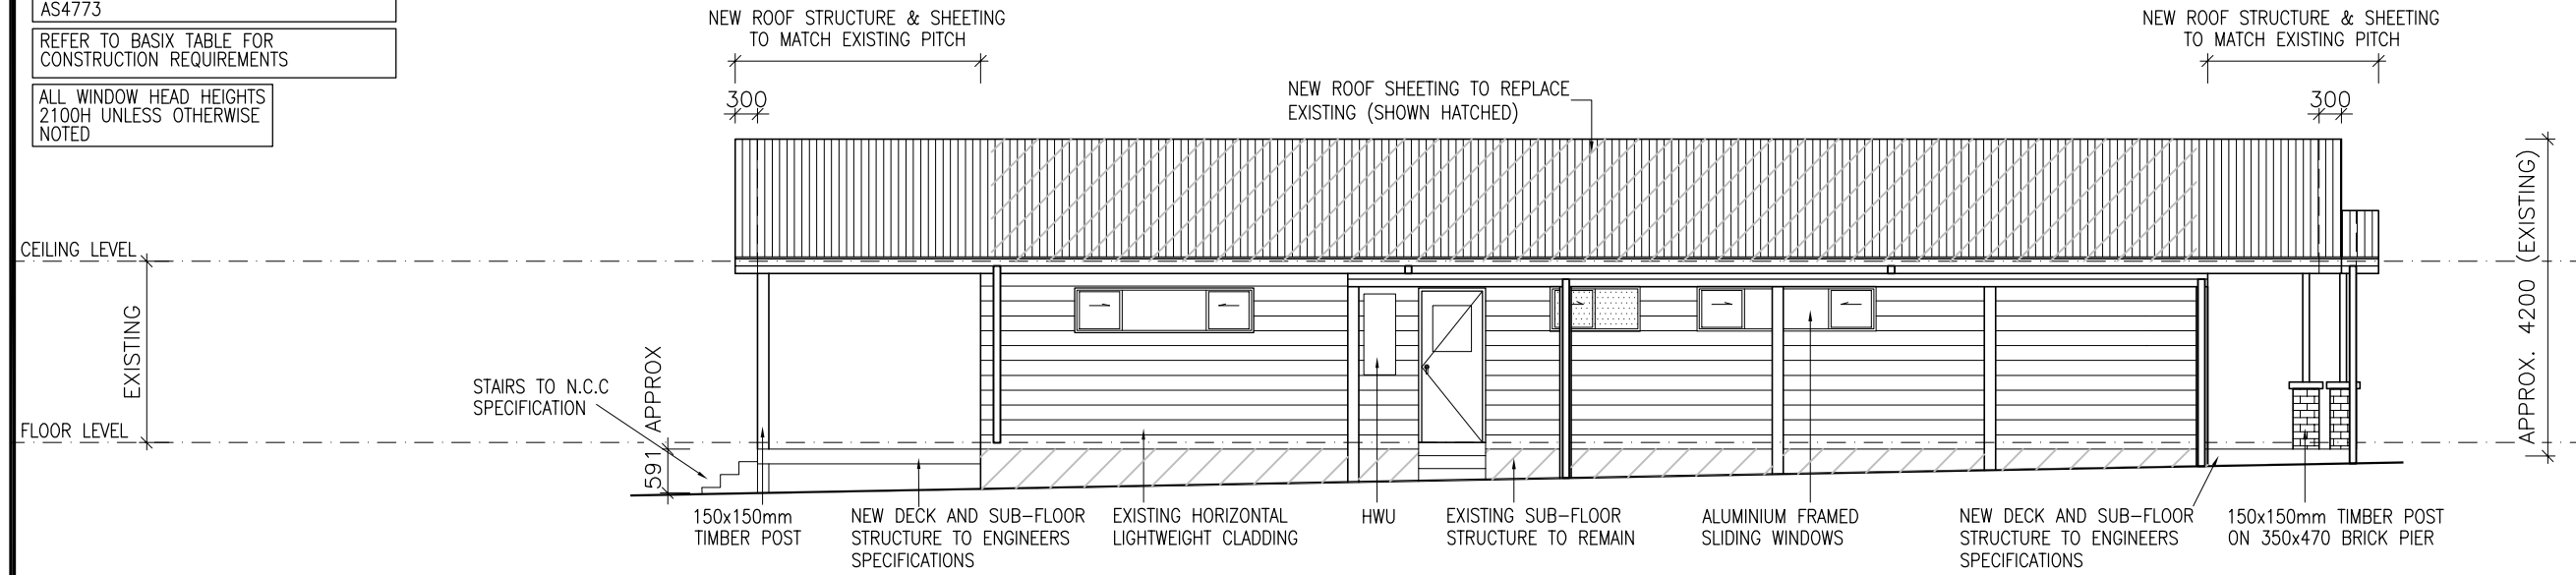 AS4773
REFER TO BASIX TABLE FOR
CONSTRUCTION REQUIREMENTS
ALL WINDOW HEAD HEIGHTS
2100H UNLESS OTHERWISE
NOTED
NEW ROOF STRUCTURE & SHEETING
TO MATCH EXISTING PITCH
300
NEW ROOF SHEETING TO REPLACE
EXISTING (SHOWN HATCHED)
NEW ROOF STRUCTURE & SHEETING
TO MATCH EXISTING PITCH
300
APPROX. 4200 (EXISTING)
CEILING LEVEL
EXISTING
FLOOR LEVEL
STAIRS TO N.C.C
SPECIFICATION
591 APPROX
150x150mm
TIMBER POST
NEW DECK AND SUB-FLOOR
STRUCTURE TO ENGINEERS
SPECIFICATIONS
EXISTING HORIZONTAL
LIGHTWEIGHT CLADDING
HWU
EXISTING SUB-FLOOR
STRUCTURE TO REMAIN
ALUMINIUM FRAMED
SLIDING WINDOWS
NEW DECK AND SUB-FLOOR
STRUCTURE TO ENGINEERS
SPECIFICATIONS
150x150mm TIMBER POST
ON 350x470 BRICK PIER